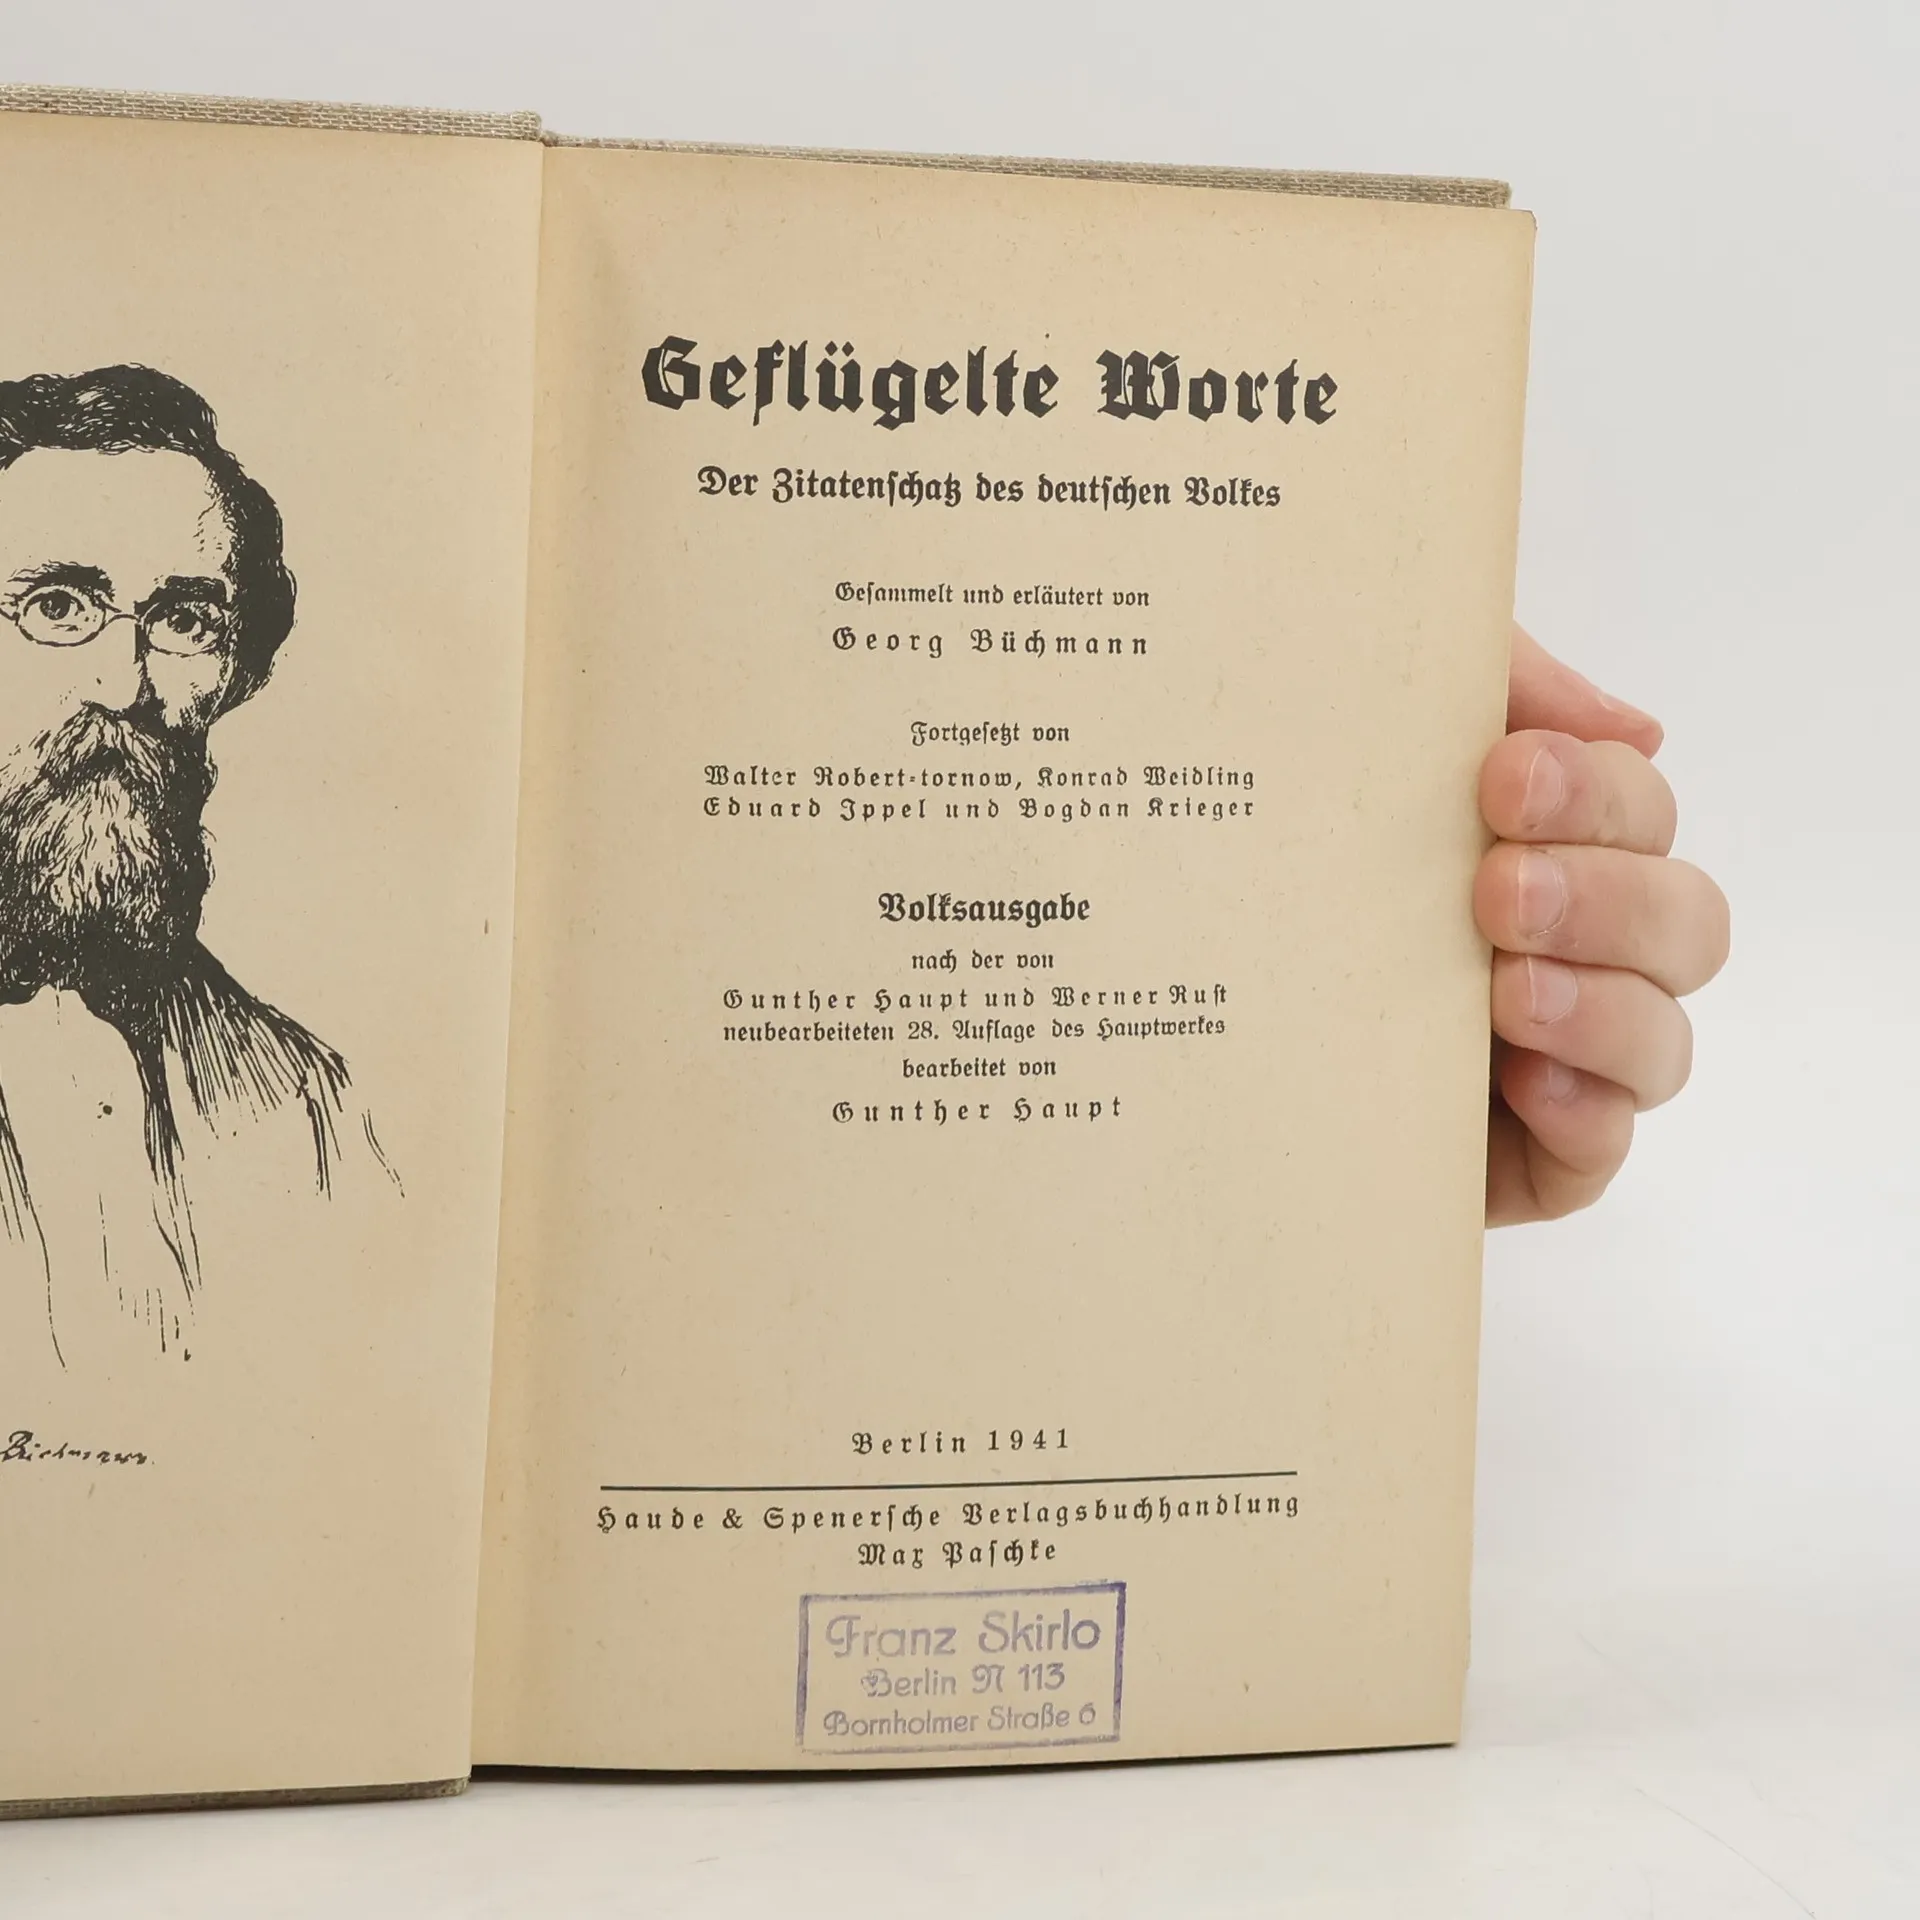 Büchmann.
Geflügelte Worte
Der Zitatenschatz des deutschen Volkes
Gesammelt und erläutert von
Georg Büchmann
Fortgesetzt von
Walter Robert-tornow, Konrad Weidling
Eduard Ippel und Bogdan Krieger
Volksausgabe
nach der von
Gunther Haupt und Werner Rust
neubearbeiteten 28. Auflage des Hauptwerkes
bearbeitet von
Gunther Haupt
Berlin 1941
Haude & Spenersche Verlagsbuchhandlung
Max Paschke
Franz Skirlo
Berlin N 113
Bornholmer Straße 6